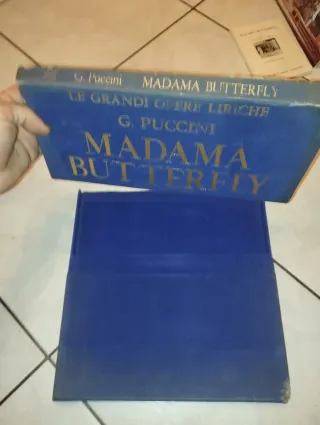 G. Puccini MADAMA BUTTERFLY
LE GRANDI OPERE LIRICHE
G. PUCCINI
MADAMA
BUTTERFLY